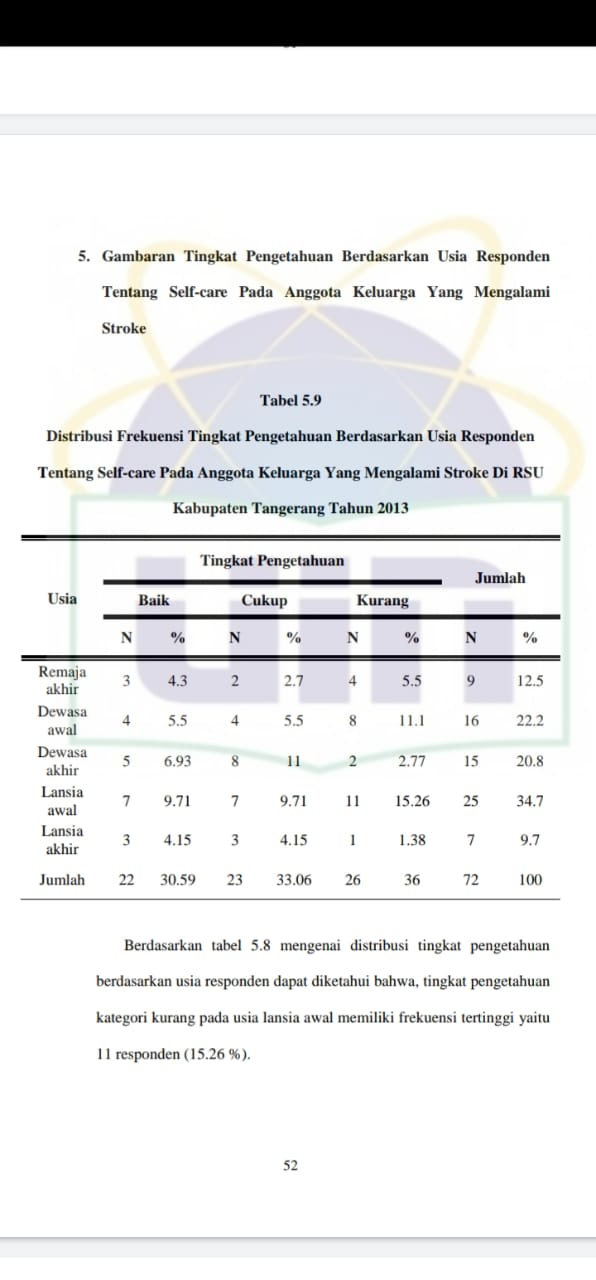 5. Gambaran Tingkat Pengetahuan Berdasarkan Usia Responden
Tentang Self-care Pada Anggota Keluarga Yang Mengalami
Stroke
Tabel 5.9
Distribusi Frekuensi Tingkat Pengetahuan Berdasarkan Usia Responden
Tentang Self-care Pada Anggota Keluarga Yang Mengalami Stroke Di RSU
Kabupaten Tangerang Tahun 2013
Tingkat Pengetahuan
Jumlah
Usia Baik Cukup Kurang
N % N % N % N %
Remaja
akhir 3 4.3 2 2.7 4 5.5 9 12.5
Dewasa
awal 4 5.5 4 5.5 8 11.1 16 22.2
Dewasa
akhir 5 6.93 8 11 2 2.77 15 20.8
Lansia
awal 7 9.71 7 9.71 11 15.26 25 34.7
Lansia
akhir 3 4.15 3 4.15 1 1.38 7 9.7
Jumlah 22 30.59 23 33.06 26 36 72 100
Berdasarkan tabel 5.8 mengenai distribusi tingkat pengetahuan
berdasarkan usia responden dapat diketahui bahwa, tingkat pengetahuan
kategori kurang pada usia lansia awal memiliki frekuensi tertinggi yaitu
11 responden (15.26 %).
52